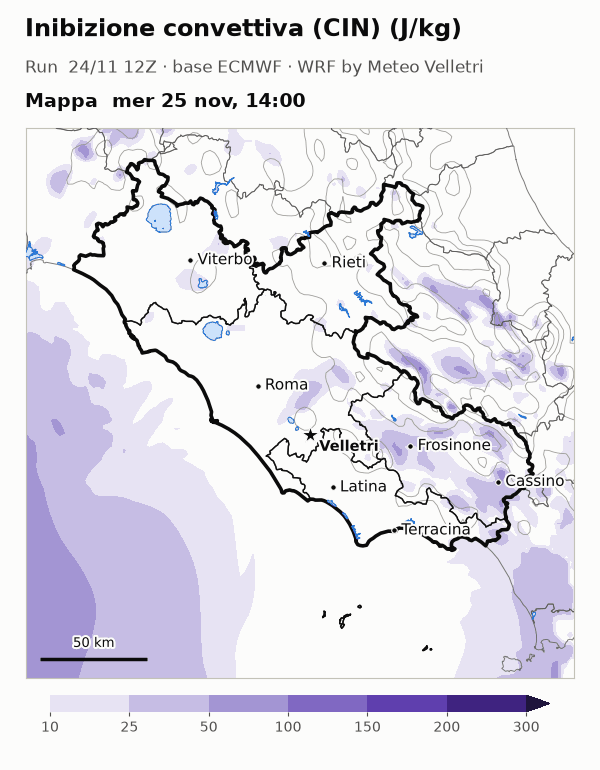 Inibizione convettiva (CIN) (J/kg)
Run  24/11 12Z · base ECMWF · WRF by Meteo Velletri
Mappa  mer 25 nov, 14:00
Viterbo
Rieti
Roma
Velletri
Frosinone
Cassino
Latina
Terracina
50 km
10 25 50 100 150 200 300